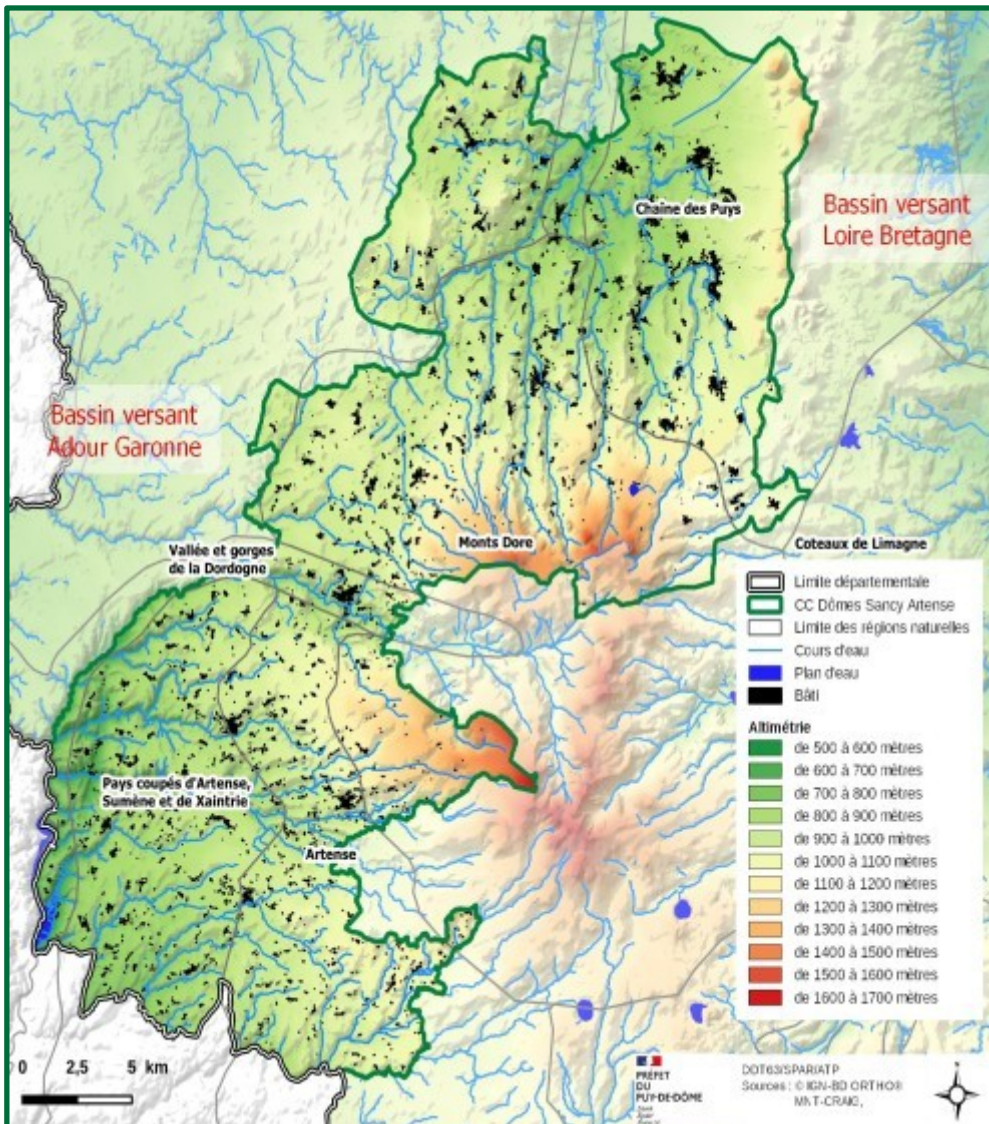 Chaîne des Puys
Bassin versant
Loire Bretagne
Bassin versant
Adour Garonne
Vallée et gorges
de la Dordogne
Monts Dore
Coteaux de Limagne
Pays coupés d'Artense,
Sumène et de Xaintrie
Artense
Limite départementale
CC Dômes Sancy Artense
Limite des régions naturelles
Cours d'eau
Plan d'eau
Bâti
Altimétrie
de 500 à 600 mètres
de 600 à 700 mètres
de 700 à 800 mètres
de 800 à 900 mètres
de 900 à 1000 mètres
de 1000 à 1100 mètres
de 1100 à 1200 mètres
de 1200 à 1300 mètres
de 1300 à 1400 mètres
de 1400 à 1500 mètres
de 1500 à 1600 mètres
de 1600 à 1700 mètres
0 2,5 5 km
PRÉFET
DU
PUY-DE-DÔME
DDT63/SPAR/ATP
Sources : © IGN-BD ORTHO®
MNT-CRAIG,